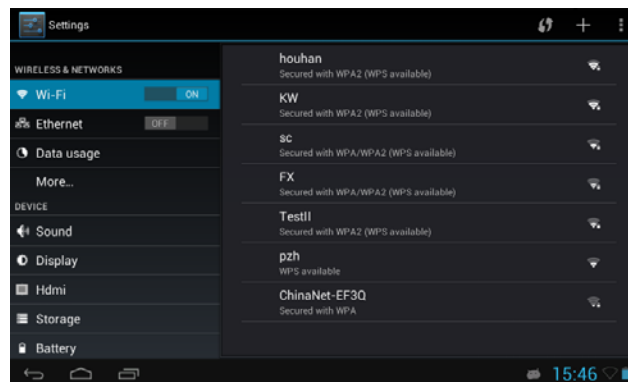 Settings
WIRELESS & NETWORKS
Wi-Fi ON
Ethernet OFF
Data usage
More...
DEVICE
Sound
Display
Hdmi
Storage
Battery
houhan
Secured with WPA2 (WPS available)
KW
Secured with WPA2 (WPS available)
sc
Secured with WPA/WPA2 (WPS available)
FX
Secured with WPA/WPA2 (WPS available)
TestII
Secured with WPA2 (WPS available)
pzh
WPS available
ChinaNet-EF3Q
Secured with WPA
15:46